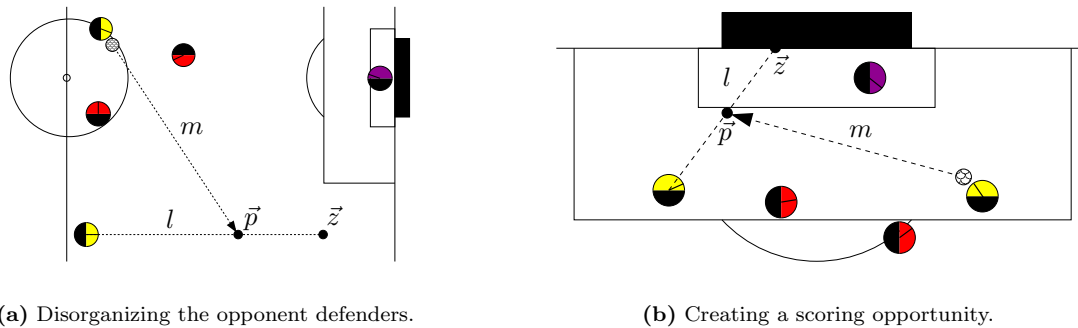 m
l
p⃗
z⃗
l
z⃗
p⃗
m
(a) Disorganizing the opponent defenders.
(b) Creating a scoring opportunity.